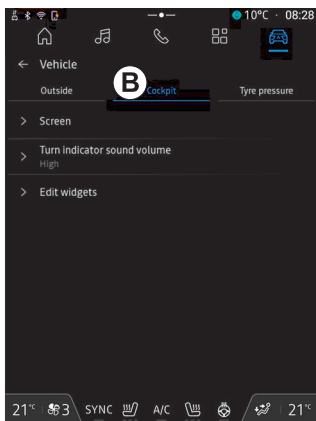 10°C · 08:28
Vehicle
B
Outside Cockpit Tyre pressure
Screen
Turn indicator sound volume
High
Edit widgets
21°C 3 SYNC A/C 21°C